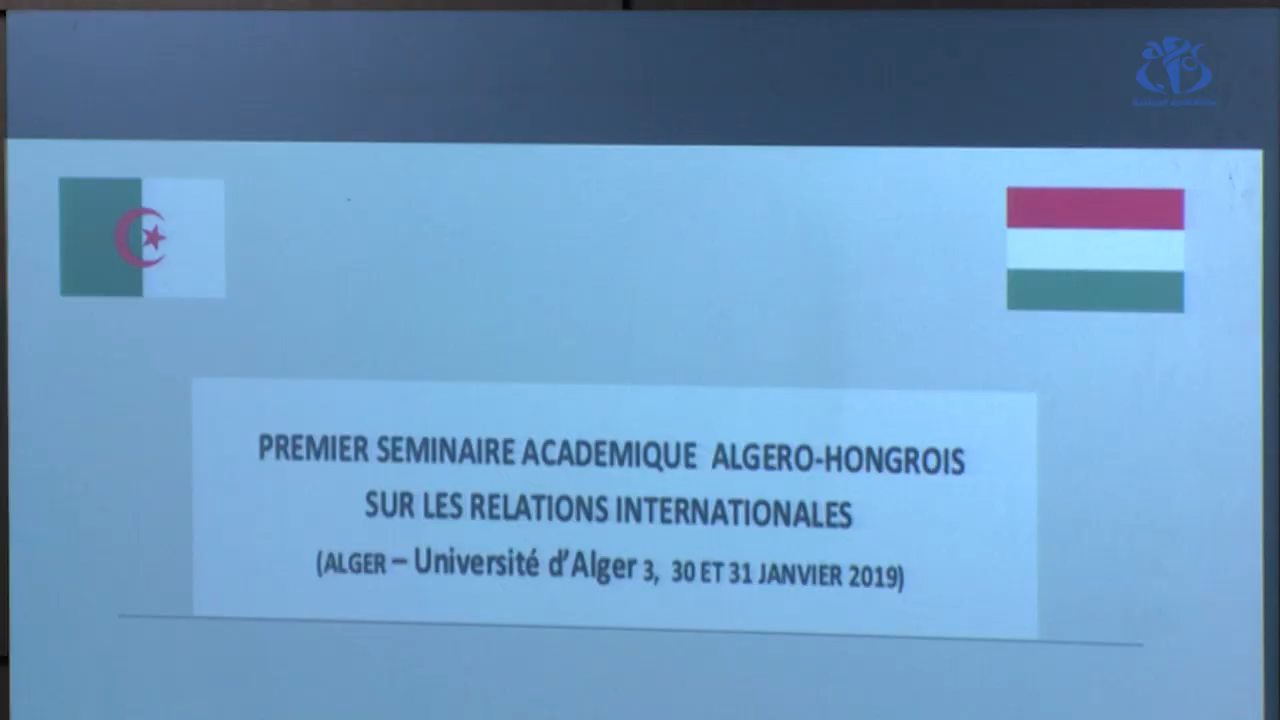 PREMIER SEMINAIRE ACADEMIQUE ALGERO-HONGROIS
SUR LES RELATIONS INTERNATIONALES
(ALGER – Université d'Alger 3, 30 ET 31 JANVIER 2019)